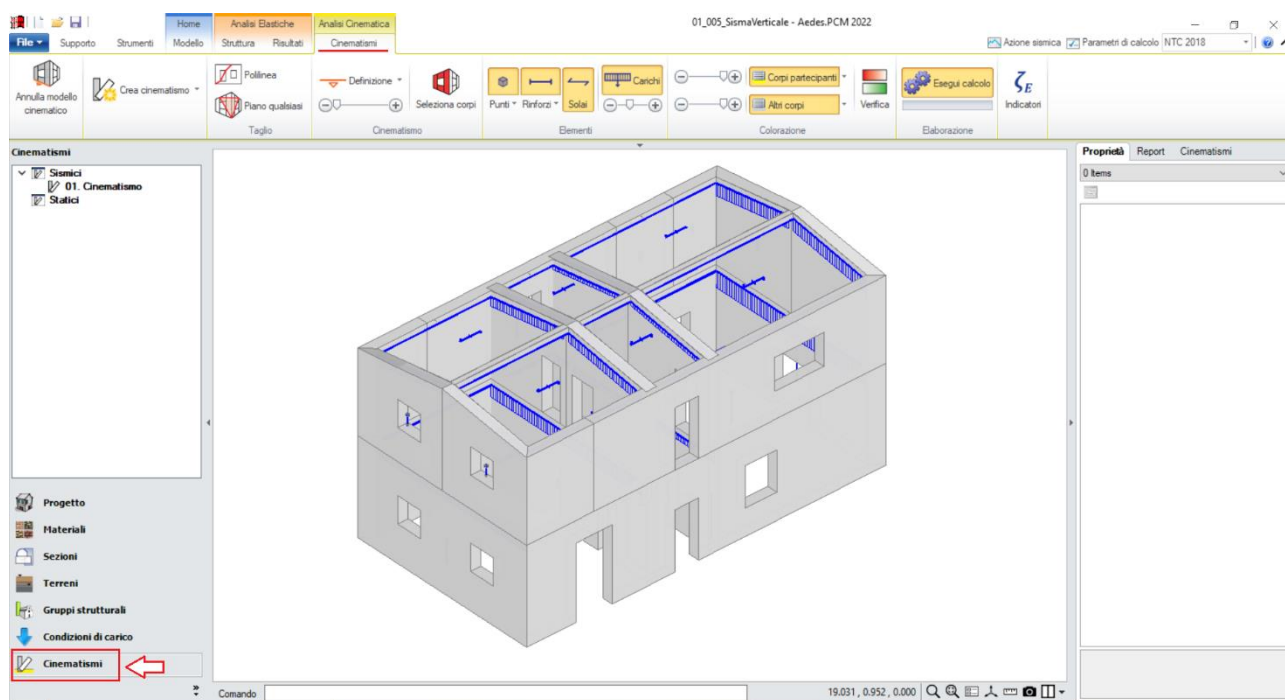 Home
Analisi Elastiche
Analisi Cinematica
01_005_SismaVerticale - Aedes.PCM 2022
File
Supporto
Strumenti
Modello
Struttura
Risultati
Cinematismi
Azione sismica
Parametri di calcolo
NTC 2018
Annulla modello
cinematico
Crea cinematismo
Polilinea
Piano qualsiasi
Taglio
Definizione
Seleziona corpi
Cinematismo
Punti
Rinforzi
Solai
Carichi
Elementi
Corpi partecipanti
Altri corpi
Colorazione
Verifica
Esegui calcolo
Elaborazione
ζE
Indicatori
Cinematismi
Sismici
01. Cinematismo
Statici
Progetto
Materiali
Sezioni
Terreni
Gruppi strutturali
Condizioni di carico
Cinematismi
Proprietà
Report
Cinematismi
0 Items
Comando
19.031 , 0.952 , 0.000